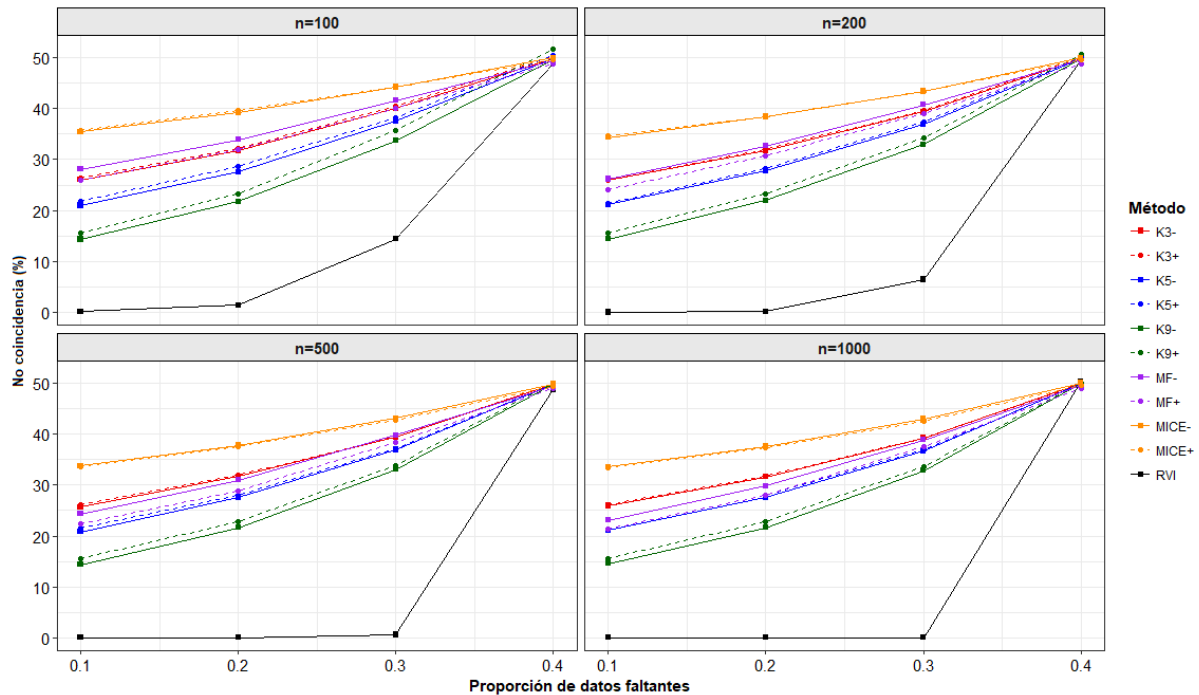 n=100
n=200
50
40
30
20
10
0
n=500
n=1000
50
40
30
20
10
0
0.1
0.2
0.3
0.4
0.1
0.2
0.3
0.4
No coincidencia (%)
Proporción de datos faltantes
Método
K3-
K3+
K5-
K5+
K9-
K9+
MF-
MF+
MICE-
MICE+
RVI